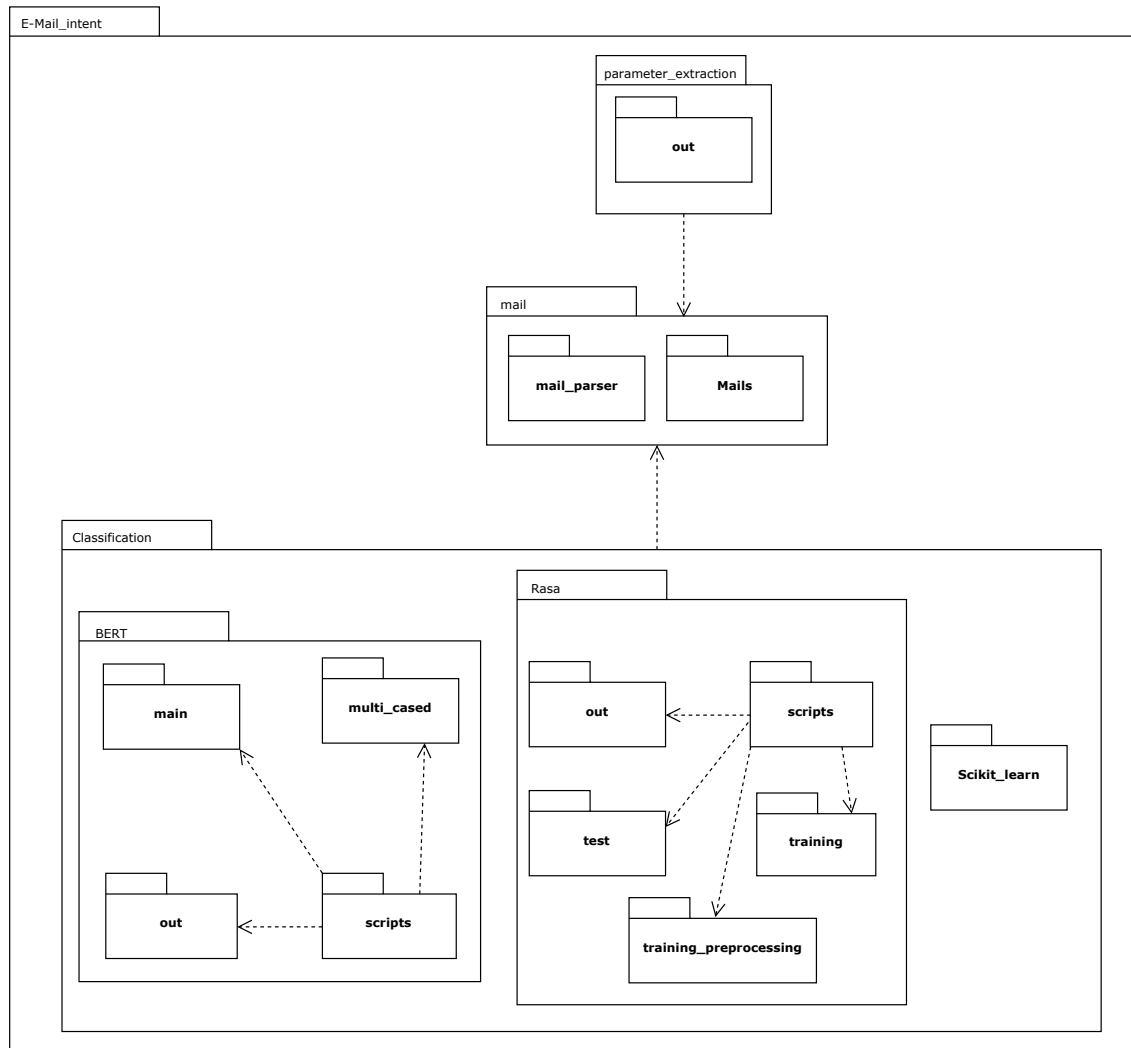 E-Mail_intent
parameter_extraction
out
mail
mail_parser
Mails
Classification
BERT
main
multi_cased
out
scripts
Rasa
out
scripts
test
training
training_preprocessing
Scikit_learn